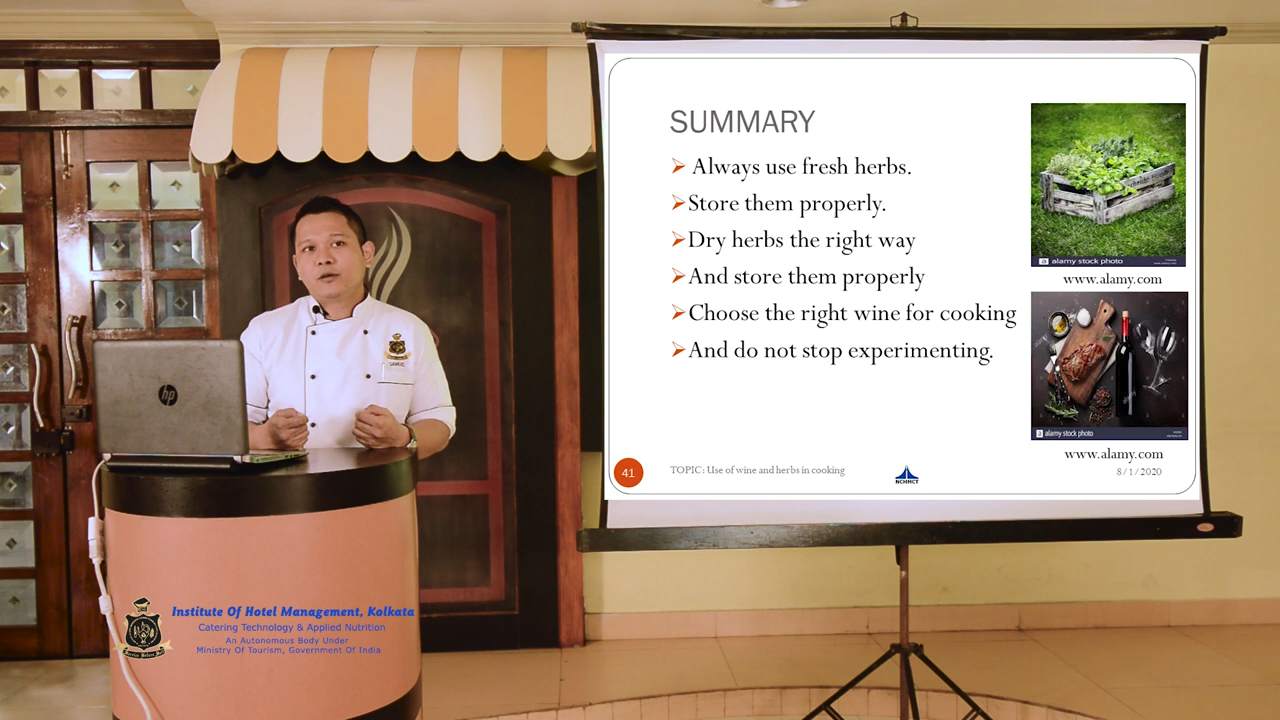 SUMMARY
Always use fresh herbs.
Store them properly.
Dry herbs the right way
And store them properly
Choose the right wine for cooking
And do not stop experimenting.
a alamy stock photo
www.alamy.com
a alamy stock photo
www.alamy.com
41
TOPIC: Use of wine and herbs in cooking
NCHMCT
8/1/2020
hp
Institute Of Hotel Management, Kolkata
Catering Technology & Applied Nutrition
An Autonomous Body Under
Ministry Of Tourism, Government Of India